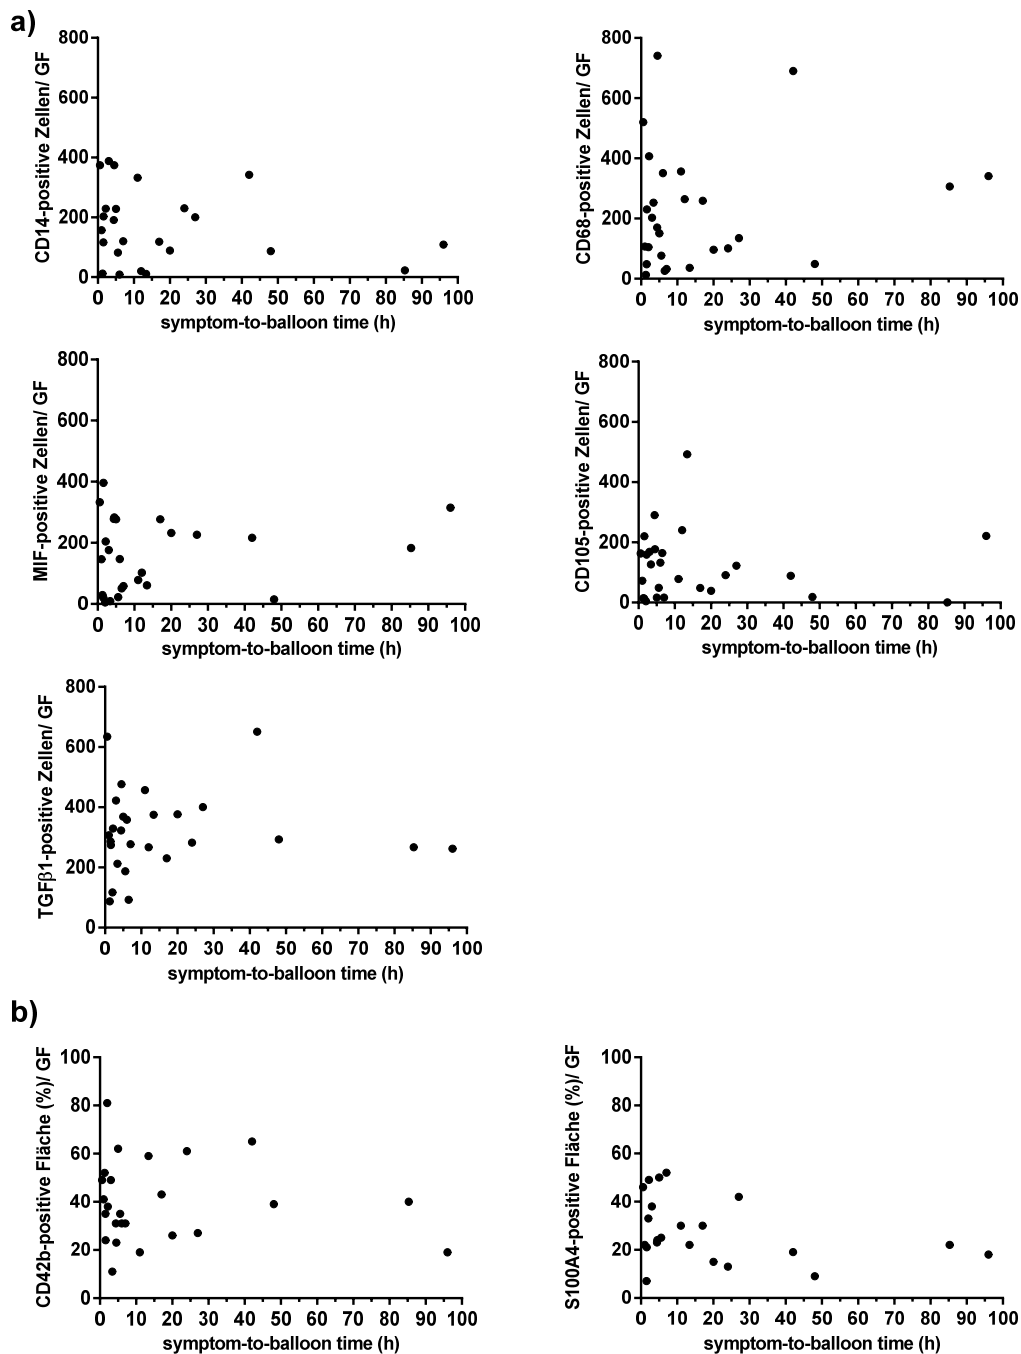 a)
CD14-positive Zellen/ GF
800
600
400
200
0
0 10 20 30 40 50 60 70 80 90 100
symptom-to-balloon time (h)
CD68-positive Zellen/ GF
800
600
400
200
0
0 10 20 30 40 50 60 70 80 90 100
symptom-to-balloon time (h)
MIF-positive Zellen/ GF
800
600
400
200
0
0 10 20 30 40 50 60 70 80 90 100
symptom-to-balloon time (h)
CD105-positive Zellen/ GF
800
600
400
200
0
0 10 20 30 40 50 60 70 80 90 100
symptom-to-balloon time (h)
TGFβ1-positive Zellen/ GF
800
600
400
200
0
0 10 20 30 40 50 60 70 80 90 100
symptom-to-balloon time (h)
b)
CD42b-positive Fläche (%)/ GF
100
80
60
40
20
0
0 10 20 30 40 50 60 70 80 90 100
symptom-to-balloon time (h)
S100A4-positive Fläche (%)/ GF
100
80
60
40
20
0
0 10 20 30 40 50 60 70 80 90 100
symptom-to-balloon time (h)